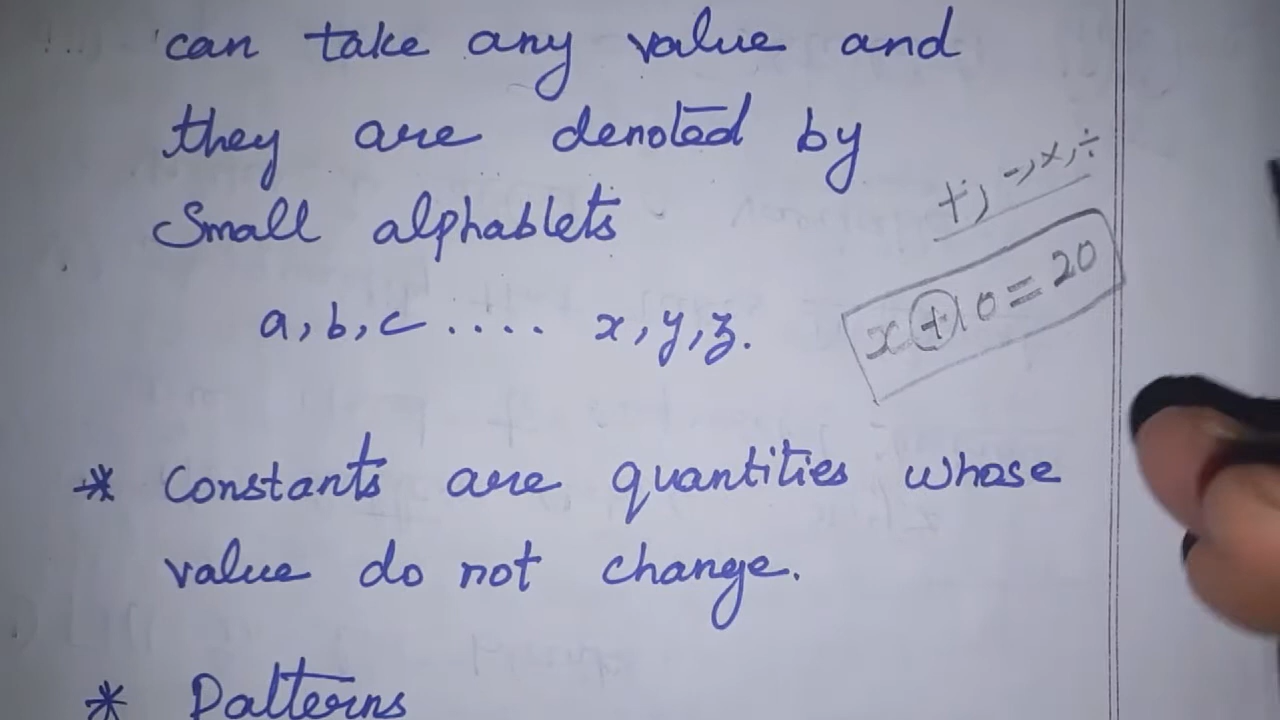 can take any value and
they are denoted by
Small alphablets
+, -, x, ÷
a, b, c .... x, y, z.
x+10=20
* Constants are quantities whose
value do not change.
* Patterns